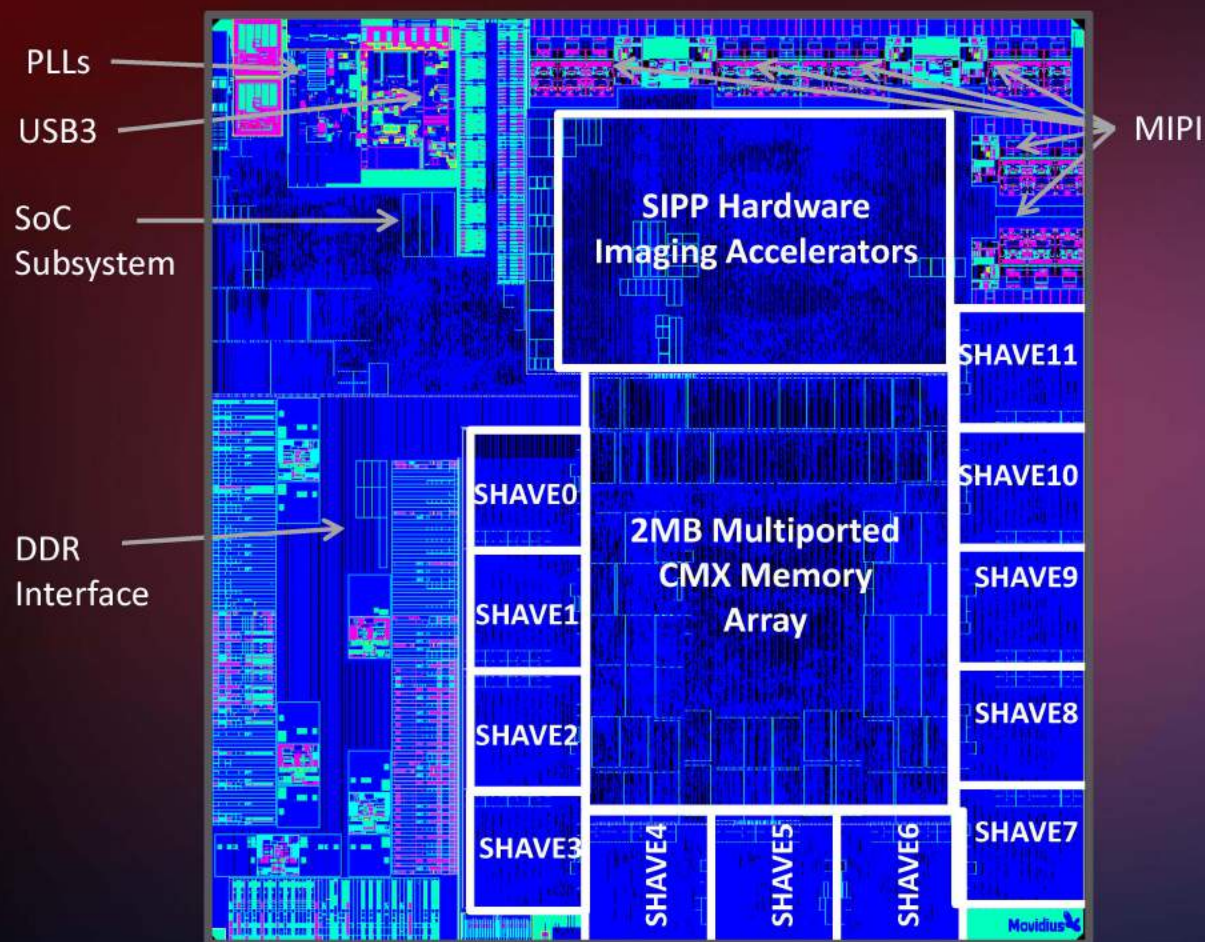 PLLs
USB3
SoC
Subsystem
DDR
Interface
MIPI
SIPP Hardware
Imaging Accelerators
SHAVE11
SHAVE10
SHAVE9
SHAVE8
SHAVE7
2MB Multiported
CMX Memory
Array
SHAVE0
SHAVE1
SHAVE2
SHAVE3
SHAVE4
SHAVE5
SHAVE6
Movidius